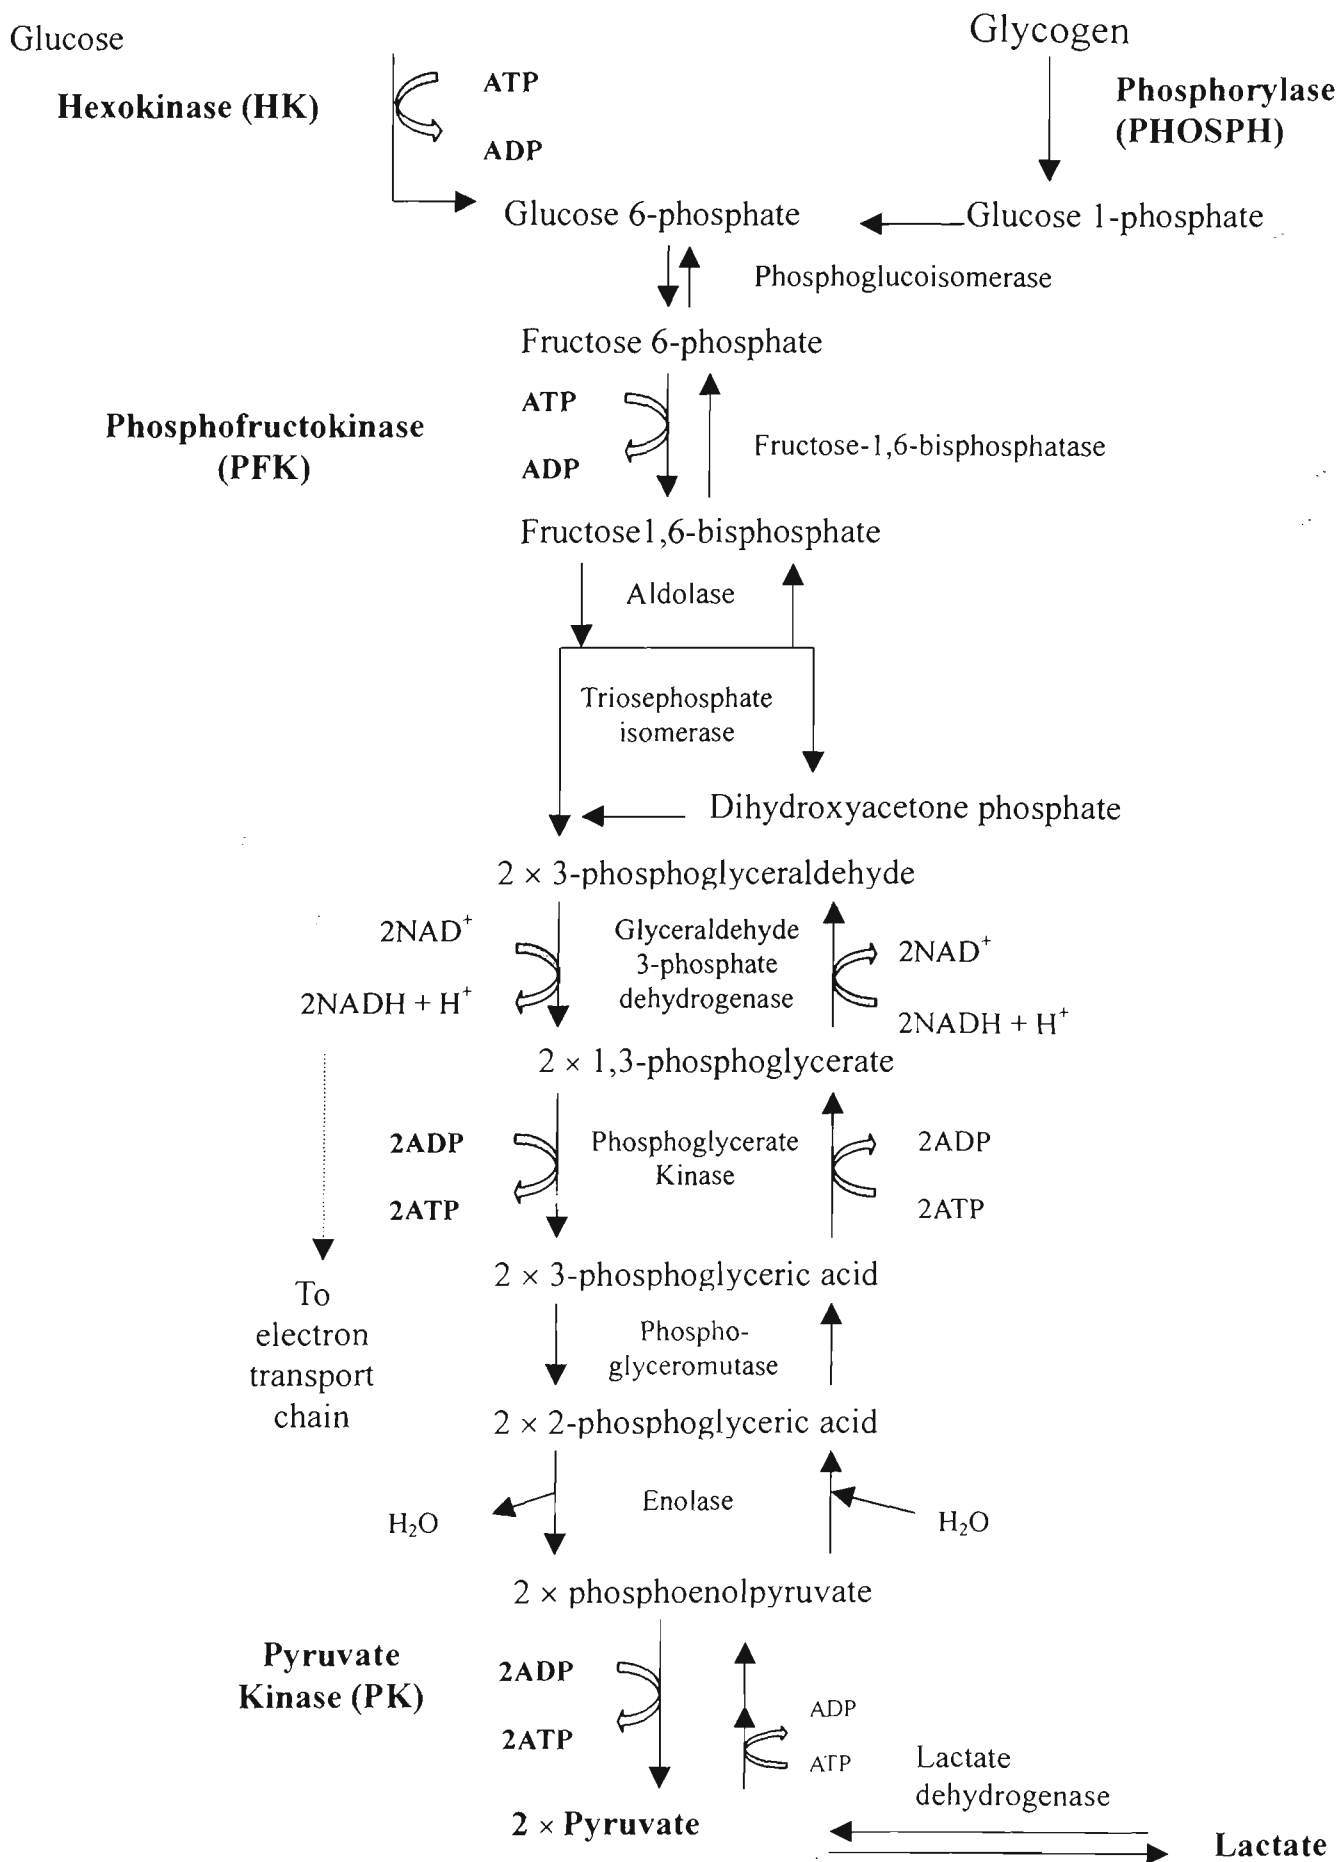 Glucose
Glycogen
Hexokinase (HK)
ATP
ADP
Phosphorylase
(PHOSPH)
Glucose 6-phosphate
Glucose 1-phosphate
Phosphoglucoisomerase
Fructose 6-phosphate
Phosphofructokinase
(PFK)
ATP
ADP
Fructose-1,6-bisphosphatase
Fructose1,6-bisphosphate
Aldolase
Triosephosphate
isomerase
Dihydroxyacetone phosphate
2 × 3-phosphoglyceraldehyde
2NAD⁺
2NADH + H⁺
Glyceraldehyde
3-phosphate
dehydrogenase
2NAD⁺
2NADH + H⁺
2 × 1,3-phosphoglycerate
2ADP
2ATP
Phosphoglycerate
Kinase
2ADP
2ATP
2 × 3-phosphoglyceric acid
To
electron
transport
chain
Phospho-
glyceromutase
2 × 2-phosphoglyceric acid
H₂O
Enolase
H₂O
2 × phosphoenolpyruvate
Pyruvate
Kinase (PK)
2ADP
2ATP
ADP
ATP
Lactate
dehydrogenase
2 × Pyruvate
Lactate